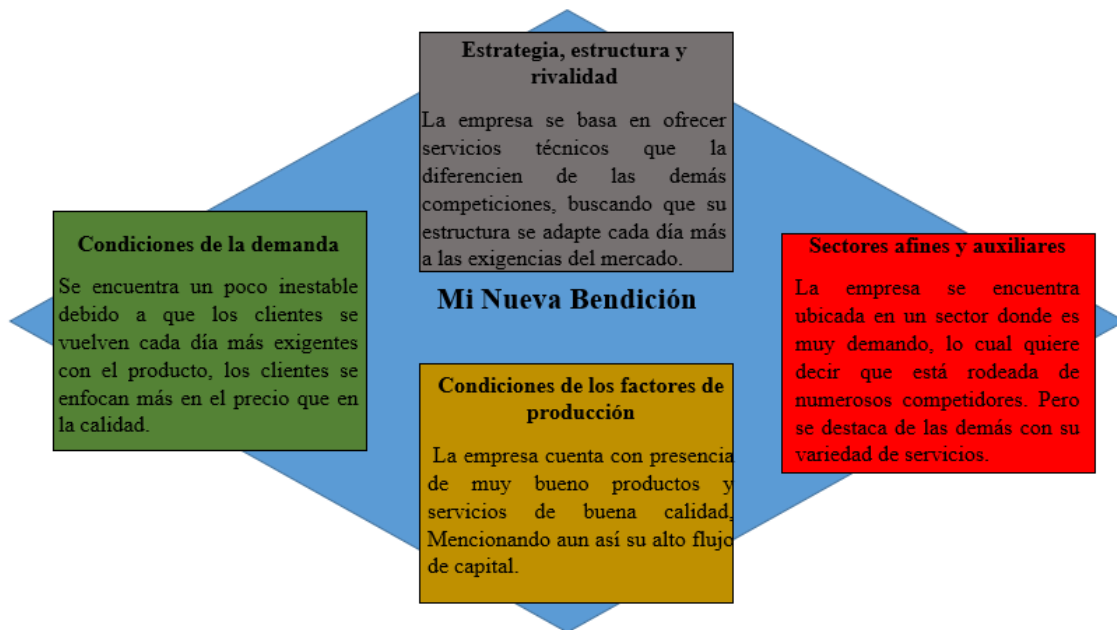 Estrategia, estructura y
rivalidad
La empresa se basa en ofrecer
servicios técnicos que la
diferencien de las demás
competiciones, buscando que su
estructura se adapte cada día más
a las exigencias del mercado.
Condiciones de la demanda
Se encuentra un poco inestable
debido a que los clientes se
vuelven cada día más exigentes
con el producto, los clientes se
enfocan más en el precio que en
la calidad.
Mi Nueva Bendición
Sectores afines y auxiliares
La empresa se encuentra
ubicada en un sector donde es
muy demando, lo cual quiere
decir que está rodeada de
numerosos competidores. Pero
se destaca de las demás con su
variedad de servicios.
Condiciones de los factores de
producción
La empresa cuenta con presencia
de muy bueno productos y
servicios de buena calidad,
Mencionando aun así su alto flujo
de capital.